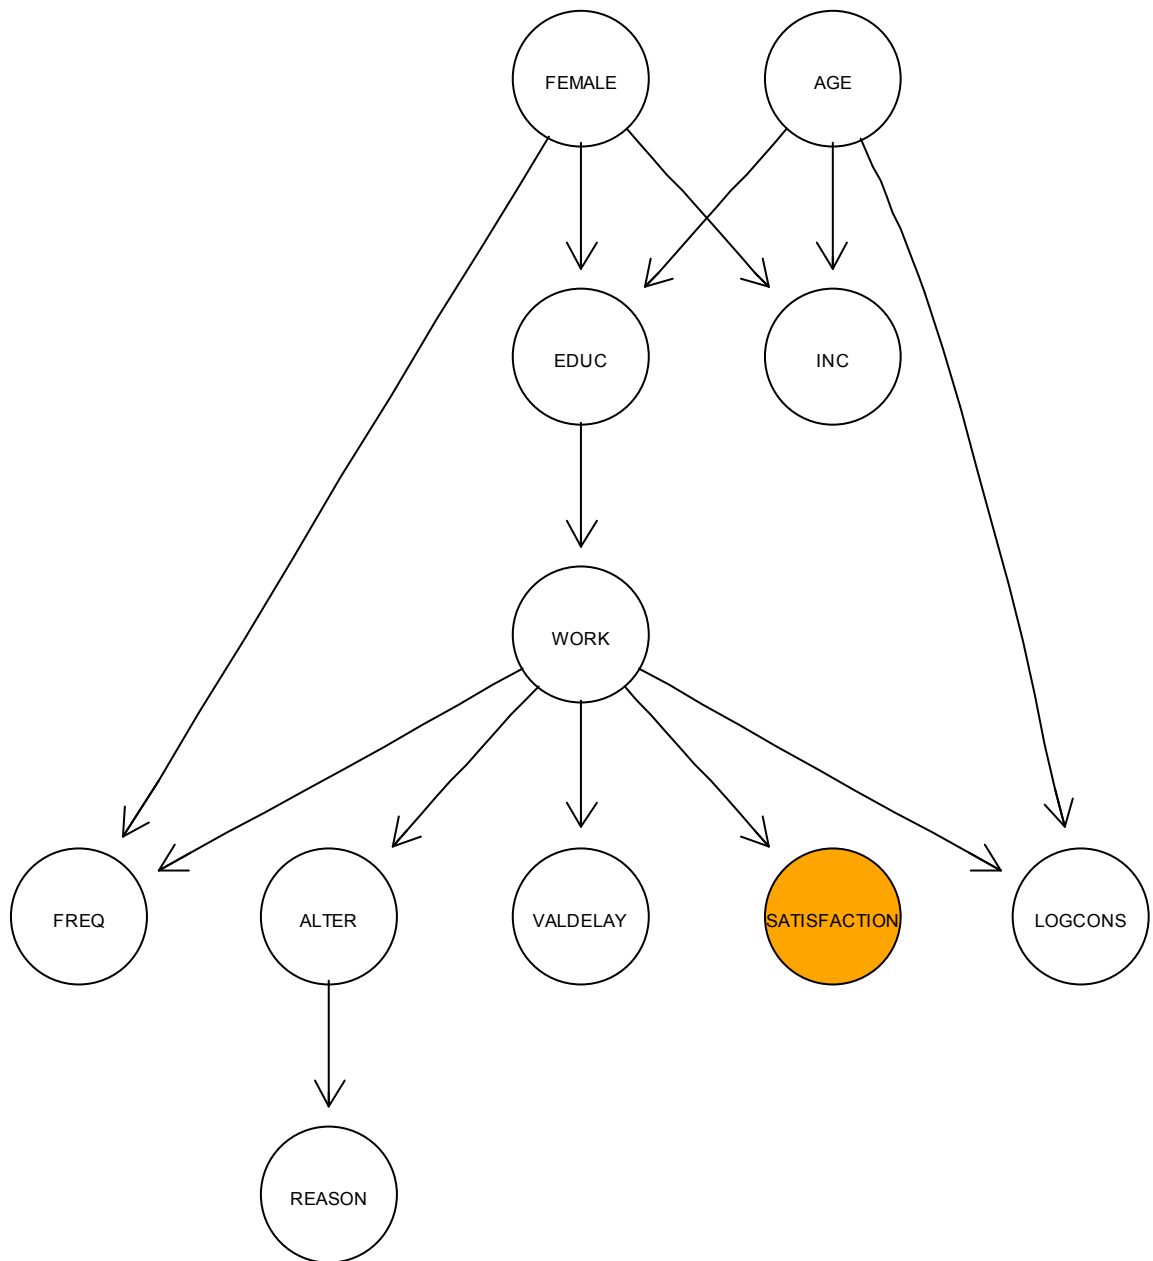 FEMALE
AGE
EDUC
INC
WORK
FREQ
ALTER
VALDELAY
SATISFACTION
LOGCONS
REASON